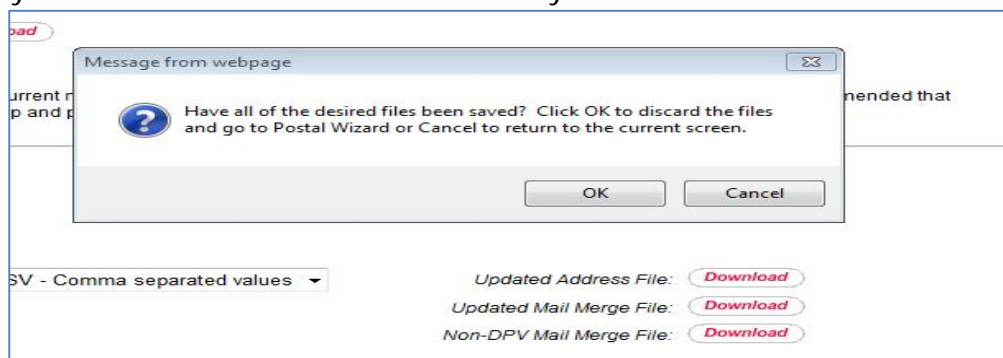 oad
Message from webpage
urrent
nended that
p and
Have all of the desired files been saved?  Click OK to discard the files
and go to Postal Wizard or Cancel to return to the current screen.
OK Cancel
SV - Comma separated values
Updated Address File: Download
Updated Mail Merge File: Download
Non-DPV Mail Merge File: Download